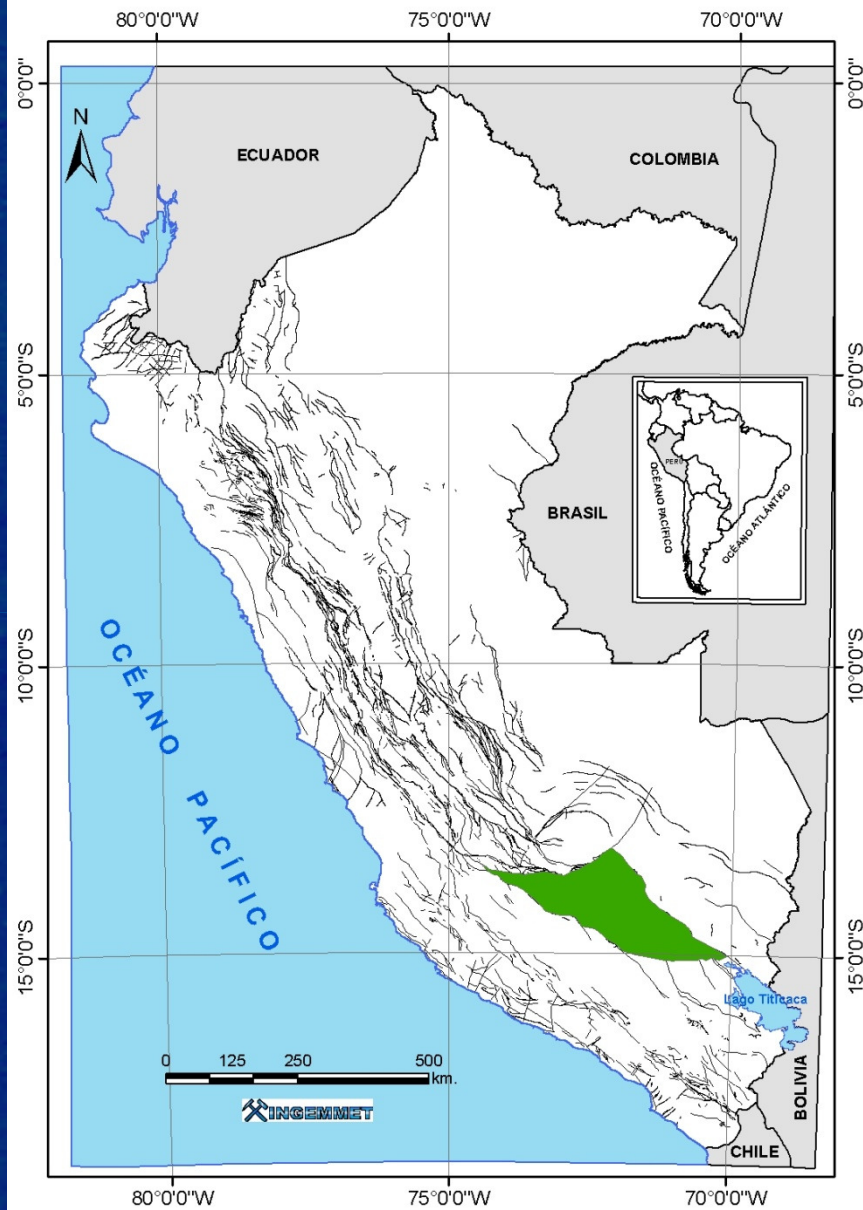 80°0'0"W
75°0'0"W
70°0'0"W
0°0'0"
0°0'0"
N
ECUADOR
COLOMBIA
5°0'0"S
5°0'0"S
PERÚ
OCÉANO PACÍFICO
OCÉANO ATLÁNTICO
BRASIL
10°0'0"S
10°0'0"S
OCÉANO PACÍFICO
15°0'0"S
15°0'0"S
Lago Titicaca
0 125 250 500
km.
INGEMMET
BOLIVIA
CHILE
80°0'0"W
75°0'0"W
70°0'0"W